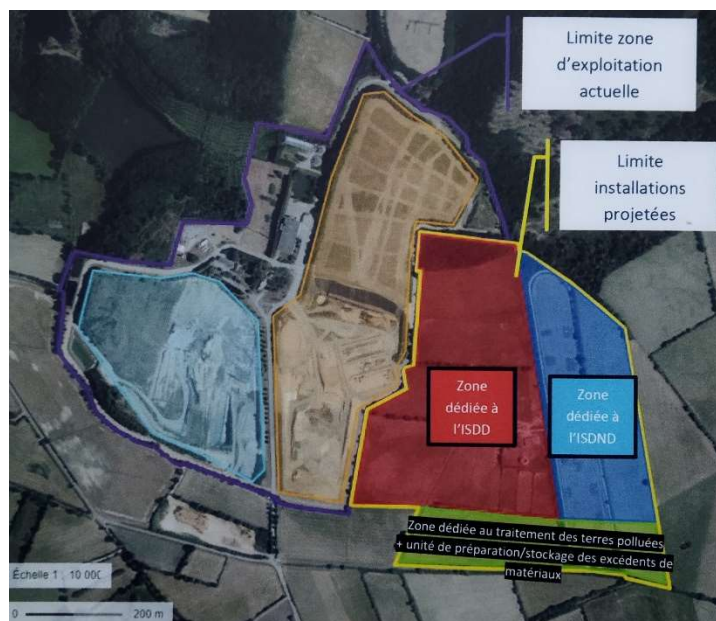 Limite zone
d'exploitation
actuelle
Limite
installations
projetées
Zone
dédiée à
l'ISDD
Zone
dédiée à
l'ISDND
Zone dédiée au traitement des terres polluées
+ unité de préparation/stockage des excédents de
matériaux
Échelle 1 : 10 000
0 200 m